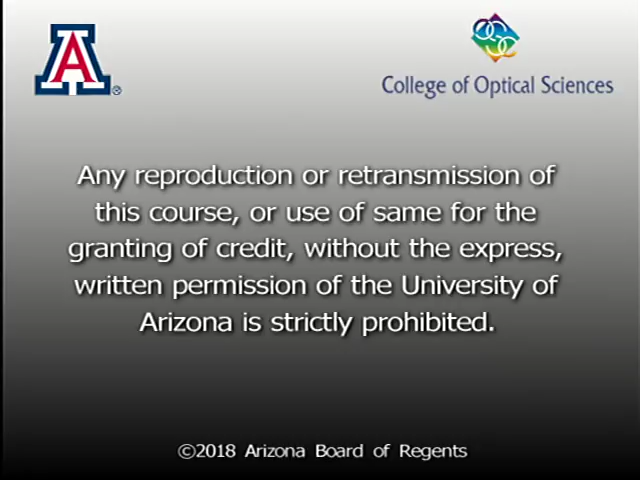 A®
College of Optical Sciences
Any reproduction or retransmission of
this course, or use of same for the
granting of credit, without the express,
written permission of the University of
Arizona is strictly prohibited.
©2018 Arizona Board of Regents